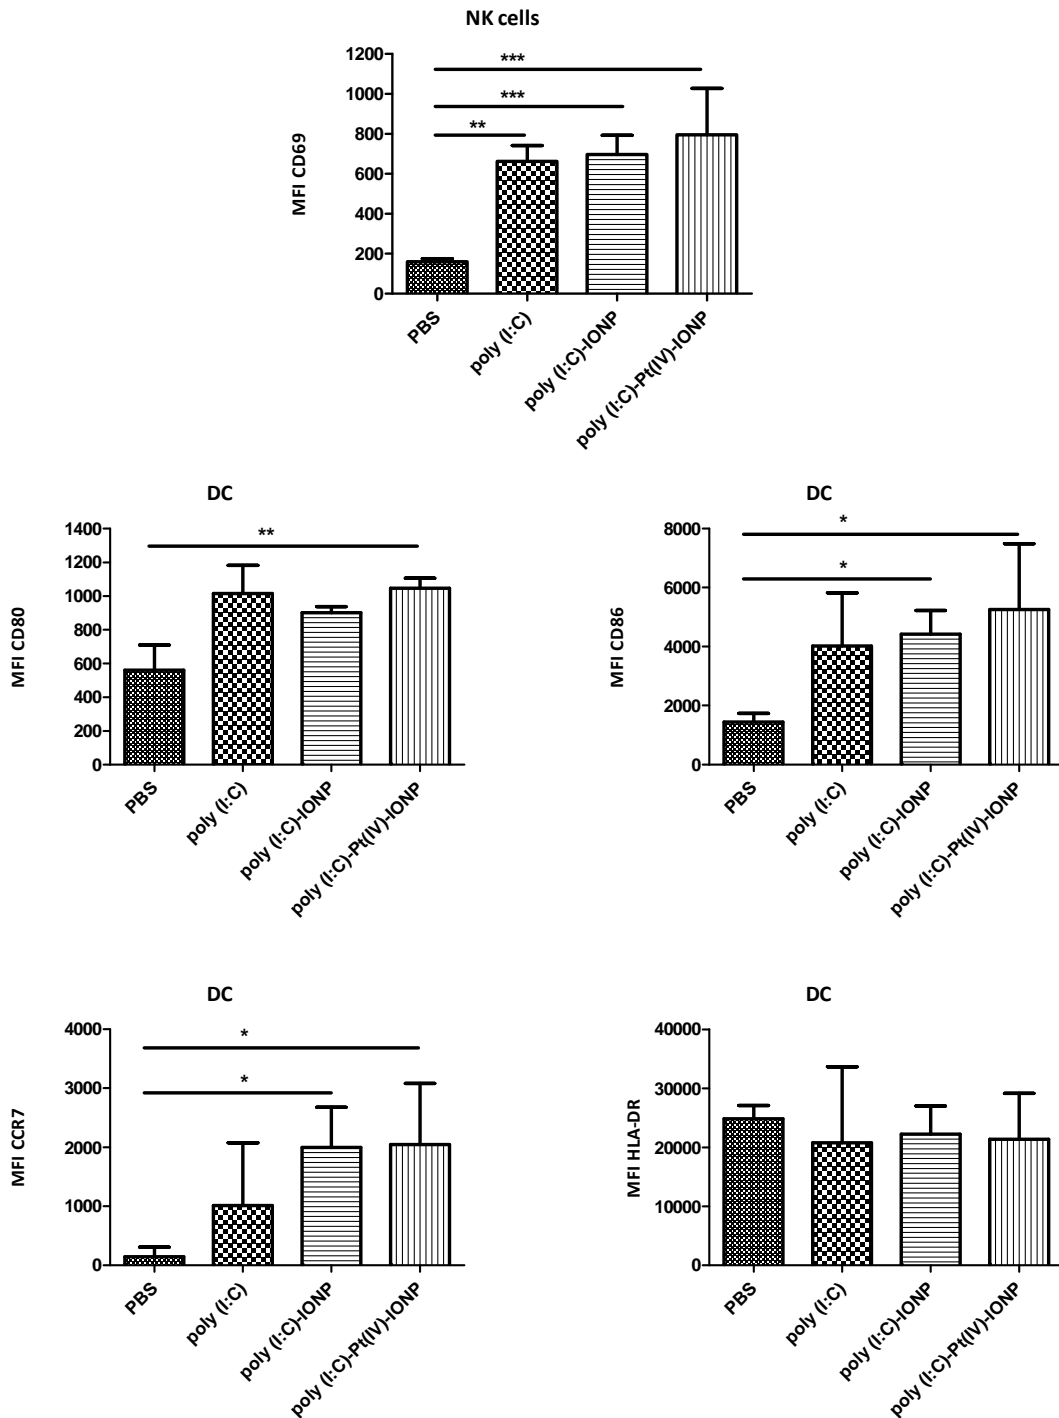 NK cells
MFI CD69
1200
1000
800
600
400
200
0
***
***
**
PBS
poly (I:C)
poly (I:C)-IONP
poly (I:C)-Pt(IV)-IONP
DC
MFI CD80
1400
1200
1000
800
600
400
200
0
**
PBS
poly (I:C)
poly (I:C)-IONP
poly (I:C)-Pt(IV)-IONP
DC
MFI CD86
8000
6000
4000
2000
0
*
*
PBS
poly (I:C)
poly (I:C)-IONP
poly (I:C)-Pt(IV)-IONP
DC
MFI CCR7
4000
3000
2000
1000
0
*
*
PBS
poly (I:C)
poly (I:C)-IONP
poly (I:C)-Pt(IV)-IONP
DC
MFI HLA-DR
40000
30000
20000
10000
0
PBS
poly (I:C)
poly (I:C)-IONP
poly (I:C)-Pt(IV)-IONP